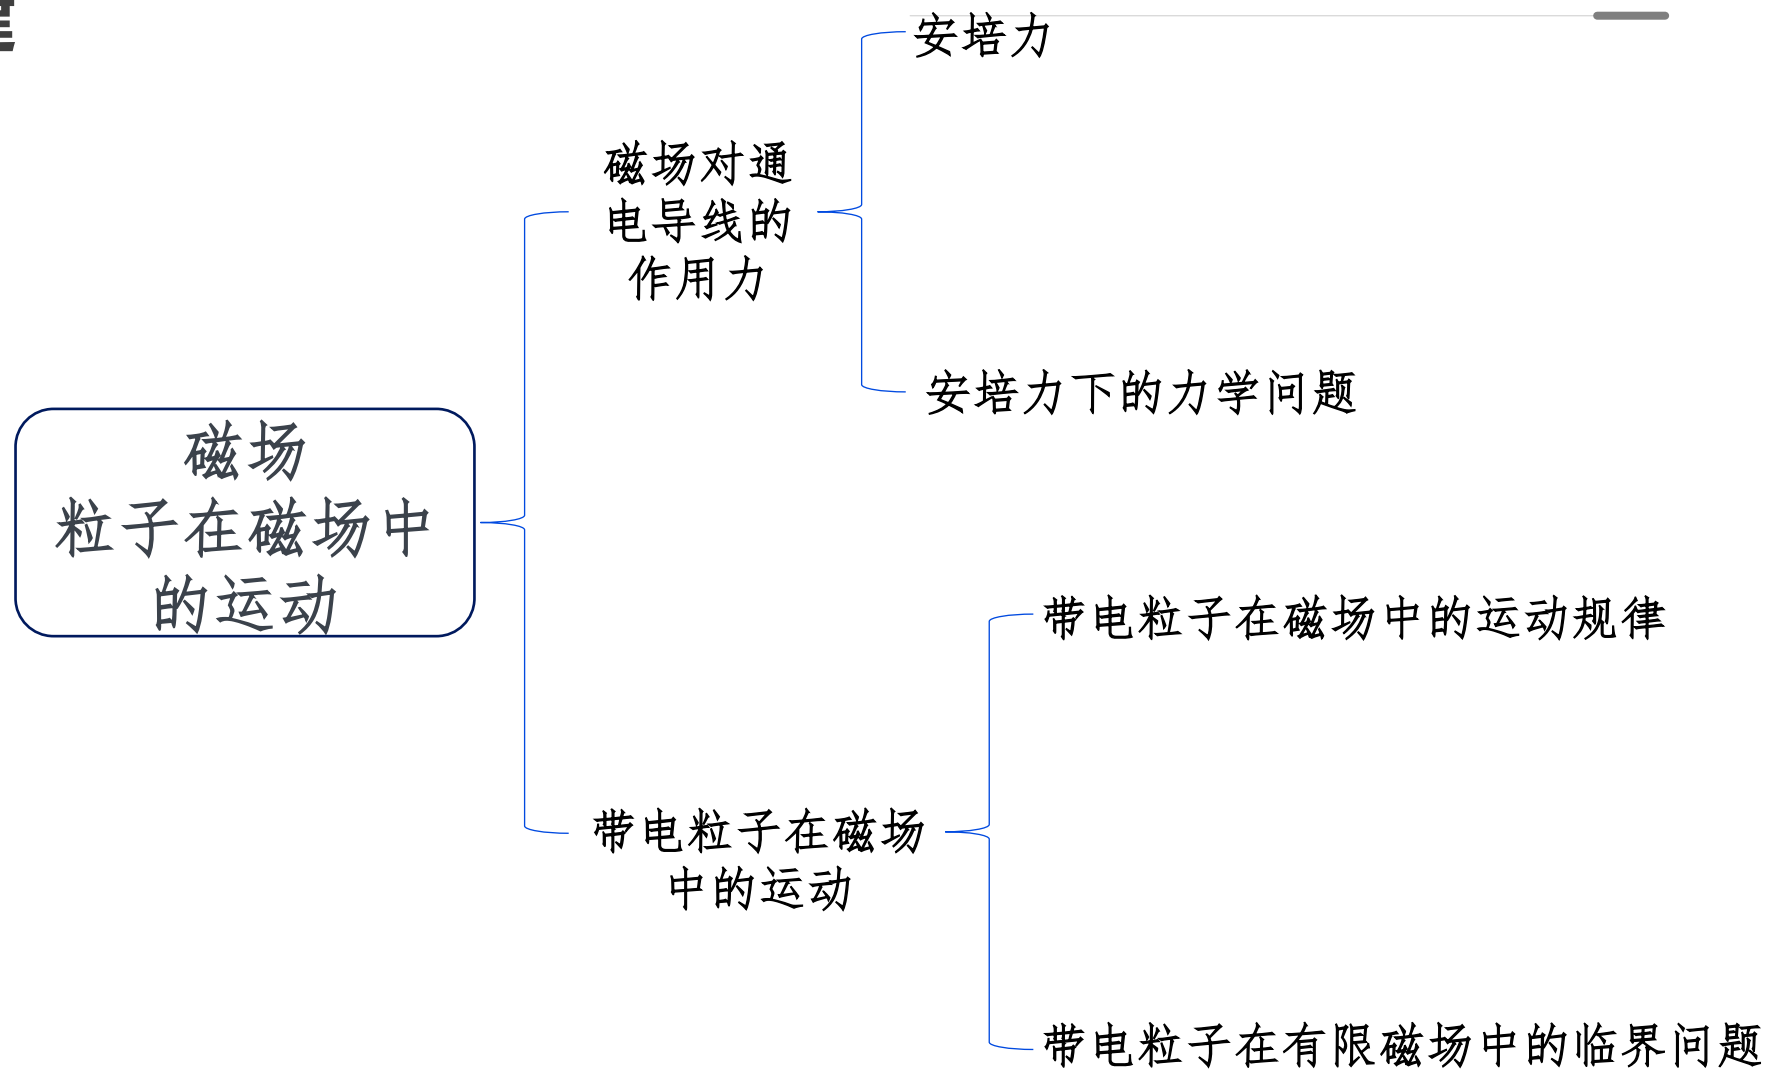 安培力
磁场对通
电导线的
作用力
安培力下的力学问题
磁场
粒子在磁场中
的运动
带电粒子在磁场中的运动规律
带电粒子在磁场
中的运动
带电粒子在有限磁场中的临界问题